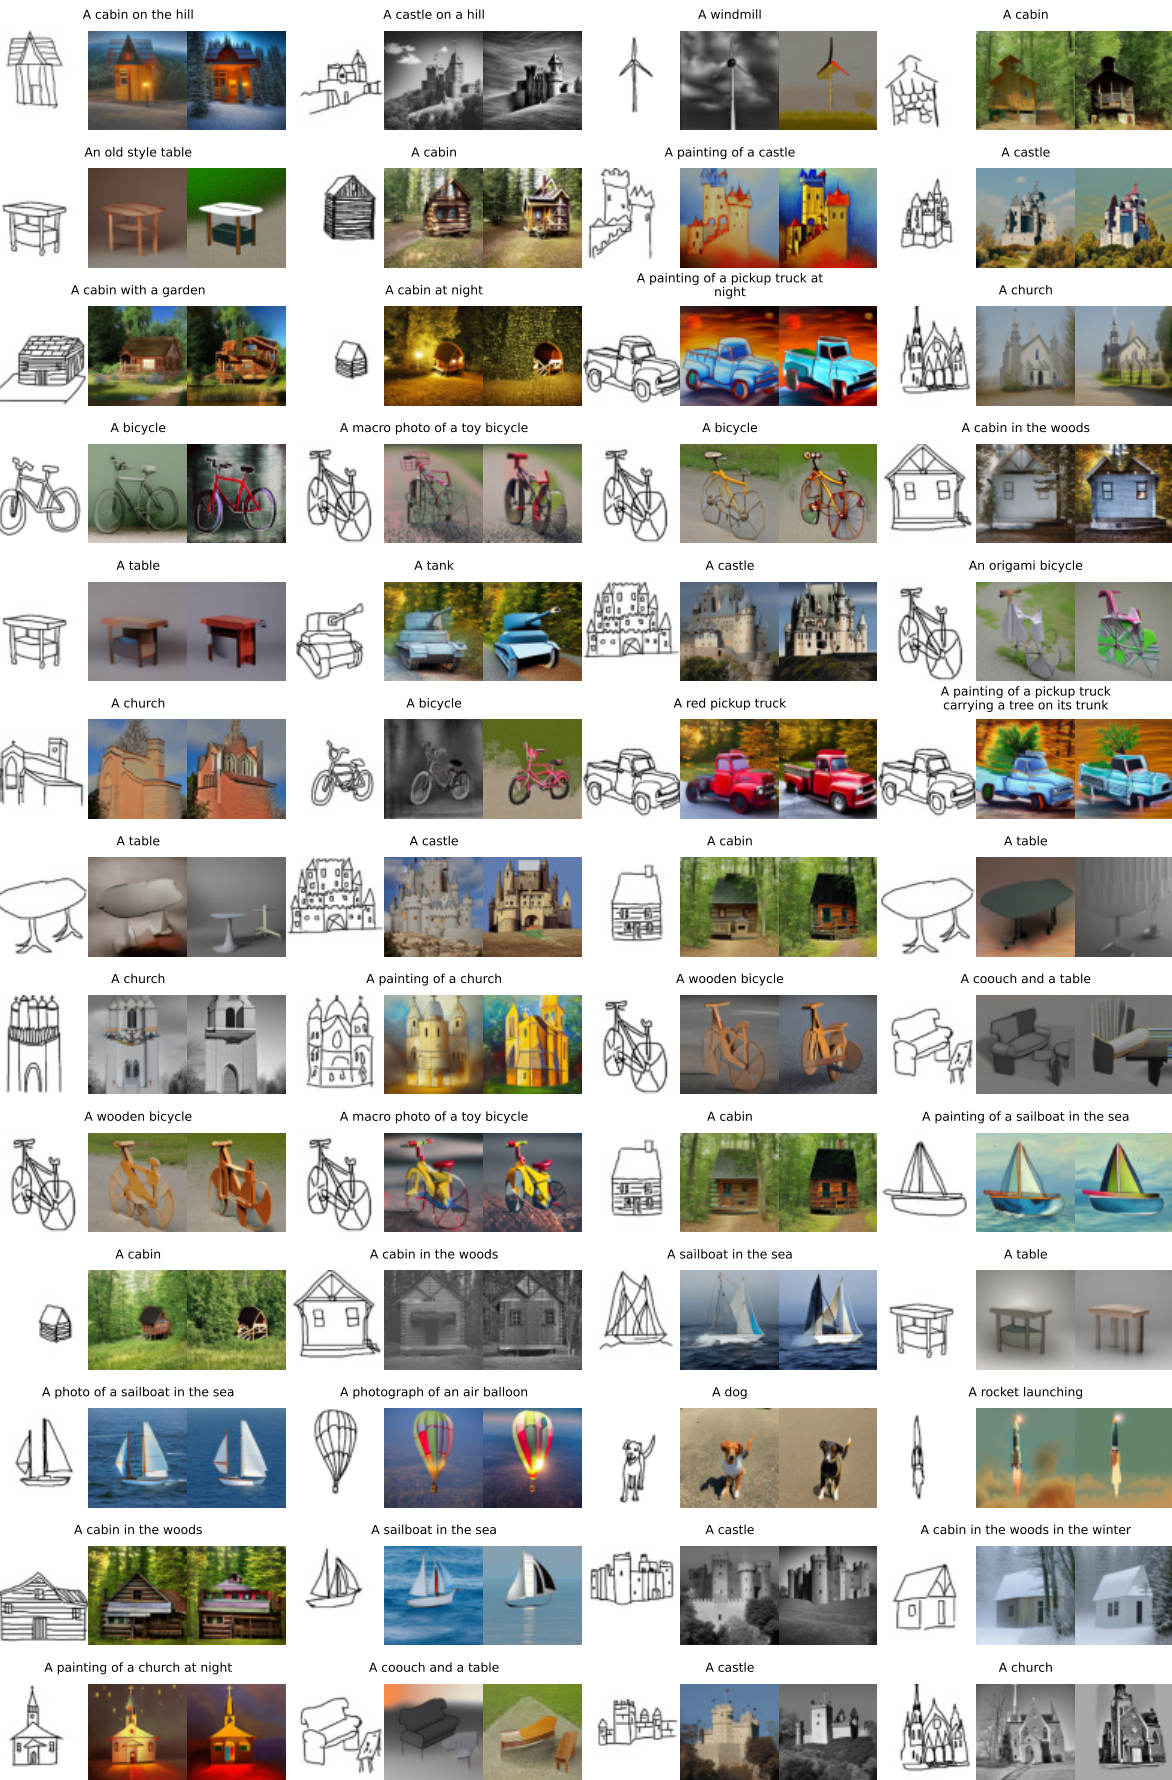 A cabin on the hill
A castle on a hill
A windmill
A cabin
An old style table
A cabin
A painting of a castle
A castle
A cabin with a garden
A cabin at night
A painting of a pickup truck at
night
A church
A bicycle
A macro photo of a toy bicycle
A bicycle
A cabin in the woods
A table
A tank
A castle
An origami bicycle
A church
A bicycle
A red pickup truck
A painting of a pickup truck
carrying a tree on its trunk
A table
A castle
A cabin
A table
A church
A painting of a church
A wooden bicycle
A coouch and a table
A wooden bicycle
A macro photo of a toy bicycle
A cabin
A painting of a sailboat in the sea
A cabin
A cabin in the woods
A sailboat in the sea
A table
A photo of a sailboat in the sea
A photograph of an air balloon
A dog
A rocket launching
A cabin in the woods
A sailboat in the sea
A castle
A cabin in the woods in the winter
A painting of a church at night
A coouch and a table
A castle
A church